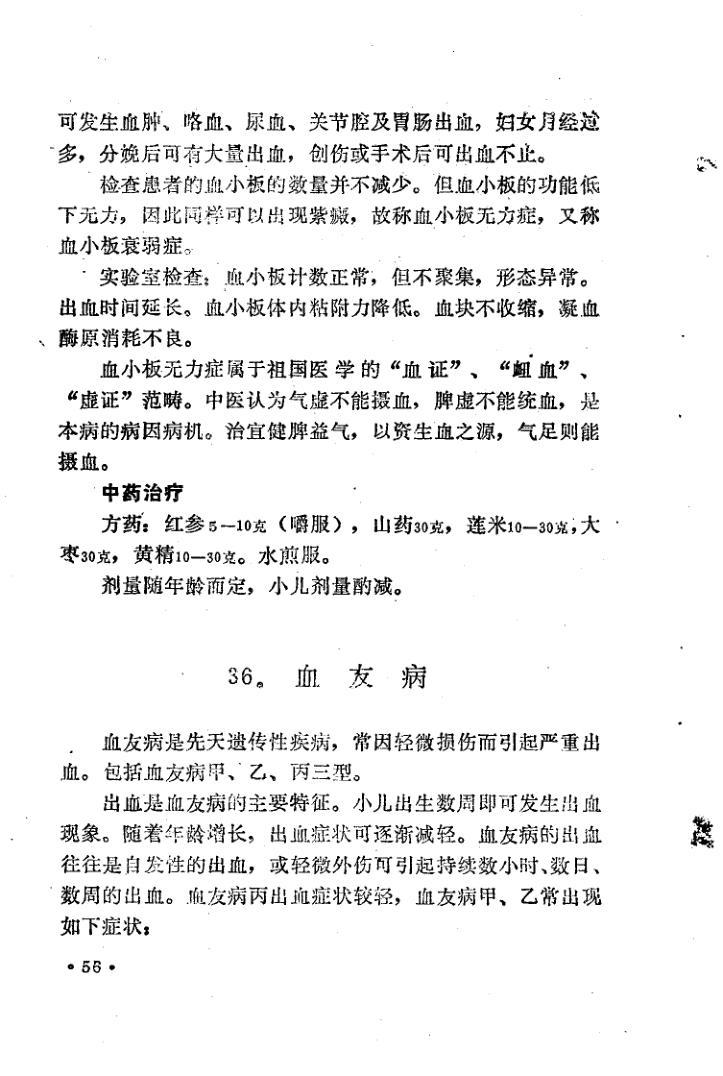 可发生血肿、咯血、尿血、关节腔及胃肠出血，妇女月经过
多，分娩后可有大量出血，创伤或手术后可出血不止。
检查患者的血小板的数量并不减少。但血小板的功能低
下无力，因此同样可以出现紫癜，故称血小板无力症，又称
血小板衰弱症。
实验室检查：血小板计数正常，但不聚集，形态异常。
出血时间延长。血小板体内粘附力降低。血块不收缩，凝血
酶原消耗不良。
血小板无力症属于祖国医学的“血证”、“衄血”、
“虚证”范畴。中医认为气虚不能摄血，脾虚不能统血，是
本病的病因病机。治宜健脾益气，以资生血之源，气足则能
摄血。
中药治疗
方药：红参5—10克（嚼服），山药30克，莲米10—30克，大
枣30克，黄精10—30克。水煎服。
剂量随年龄而定，小儿剂量酌减。
36。血友病
血友病是先天遗传性疾病，常因轻微损伤而引起严重出
血。包括血友病甲、乙、丙三型。
出血是血友病的主要特征。小儿出生数周即可发生出血
现象。随着年龄增长，出血症状可逐渐减轻。血友病的出血
往往是自发性的出血，或轻微外伤可引起持续数小时、数日、
数周的出血。血友病丙出血症状较轻，血友病甲、乙常出现
如下症状：
•56•